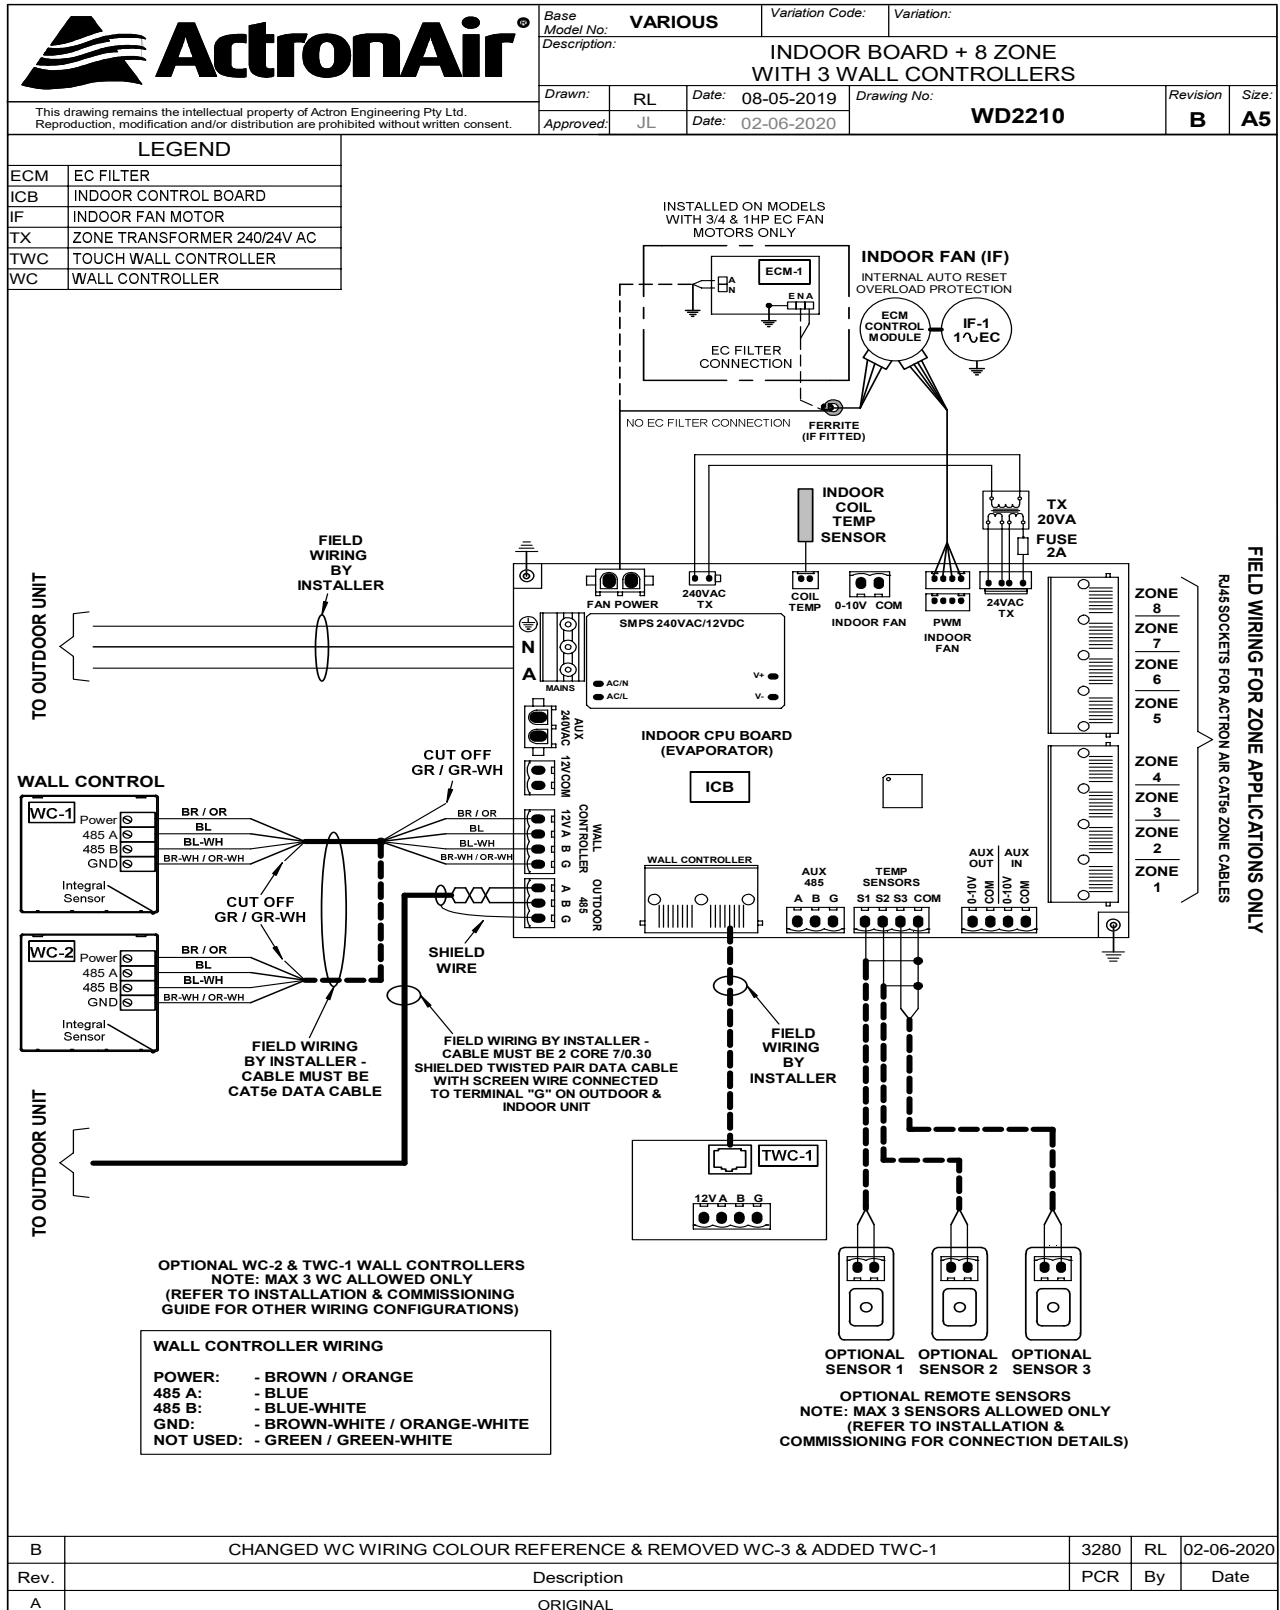 ActronAir®
This drawing remains the intellectual property of Actron Engineering Pty Ltd.
Reproduction, modification and/or distribution are prohibited without written consent.
Base Model No: VARIOUS
Variation Code:
Variation:
Description:
INDOOR BOARD + 8 ZONE
WITH 3 WALL CONTROLLERS
Drawn: RL Date: 08-05-2019
Approved: JL Date: 02-06-2020
Drawing No: WD2210
Revision B
Size: A5
LEGEND
ECM EC FILTER
ICB INDOOR CONTROL BOARD
IF INDOOR FAN MOTOR
TX ZONE TRANSFORMER 240/24V AC
TWC TOUCH WALL CONTROLLER
WC WALL CONTROLLER
INSTALLED ON MODELS
WITH 3/4 & 1HP EC FAN
MOTORS ONLY
ECM-1
A
N
E N A
EC FILTER
CONNECTION
INDOOR FAN (IF)
INTERNAL AUTO RESET
OVERLOAD PROTECTION
ECM
CONTROL
MODULE
IF-1
1∿EC
NO EC FILTER CONNECTION
FERRITE
(IF FITTED)
INDOOR
COIL
TEMP
SENSOR
TX
20VA
FUSE
2A
FIELD
WIRING
BY
INSTALLER
TO OUTDOOR UNIT
FAN POWER
240VAC
TX
COIL
TEMP
0-10V COM
INDOOR FAN
PWM
INDOOR
FAN
24VAC
TX
N
A
MAINS
SMPS 240VAC/12VDC
AC/N
AC/L
V+
V-
AUX
240VAC
12V COM
INDOOR CPU BOARD
(EVAPORATOR)
ICB
ZONE
8
ZONE
7
ZONE
6
ZONE
5
ZONE
4
ZONE
3
ZONE
2
ZONE
1
RJ45 SOCKETS FOR ACTRON AIR CAT5e ZONE CABLES
FIELD WIRING FOR ZONE APPLICATIONS ONLY
CUT OFF
GR / GR-WH
WALL CONTROL
WC-1
Power
485 A
485 B
GND
Integral
Sensor
BR / OR
BL
BL-WH
BR-WH / OR-WH
BR / OR
BL
BL-WH
BR-WH / OR-WH
12V A B G
WALL
CONTROLLER
A B G
OUTDOOR
485
CUT OFF
GR / GR-WH
WC-2
Power
485 A
485 B
GND
Integral
Sensor
BR / OR
BL
BL-WH
BR-WH / OR-WH
SHIELD
WIRE
WALL CONTROLLER
AUX
485
A B G
TEMP
SENSORS
S1 S2 S3 COM
AUX
OUT
AUX
IN
0-10V
COM
0-10V
COM
FIELD WIRING
BY INSTALLER -
CABLE MUST BE
CAT5e DATA CABLE
FIELD WIRING BY INSTALLER -
CABLE MUST BE 2 CORE 7/0.30
SHIELDED TWISTED PAIR DATA CABLE
WITH SCREEN WIRE CONNECTED
TO TERMINAL "G" ON OUTDOOR &
INDOOR UNIT
FIELD
WIRING
BY
INSTALLER
TO OUTDOOR UNIT
TWC-1
12V A B G
OPTIONAL WC-2 & TWC-1 WALL CONTROLLERS
NOTE: MAX 3 WC ALLOWED ONLY
(REFER TO INSTALLATION & COMMISSIONING
GUIDE FOR OTHER WIRING CONFIGURATIONS)
WALL CONTROLLER WIRING
POWER: - BROWN / ORANGE
485 A: - BLUE
485 B: - BLUE-WHITE
GND: - BROWN-WHITE / ORANGE-WHITE
NOT USED: - GREEN / GREEN-WHITE
OPTIONAL
SENSOR 1
OPTIONAL
SENSOR 2
OPTIONAL
SENSOR 3
OPTIONAL REMOTE SENSORS
NOTE: MAX 3 SENSORS ALLOWED ONLY
(REFER TO INSTALLATION &
COMMISSIONING FOR CONNECTION DETAILS)
B CHANGED WC WIRING COLOUR REFERENCE & REMOVED WC-3 & ADDED TWC-1 3280 RL 02-06-2020
Rev. Description PCR By Date
A ORIGINAL